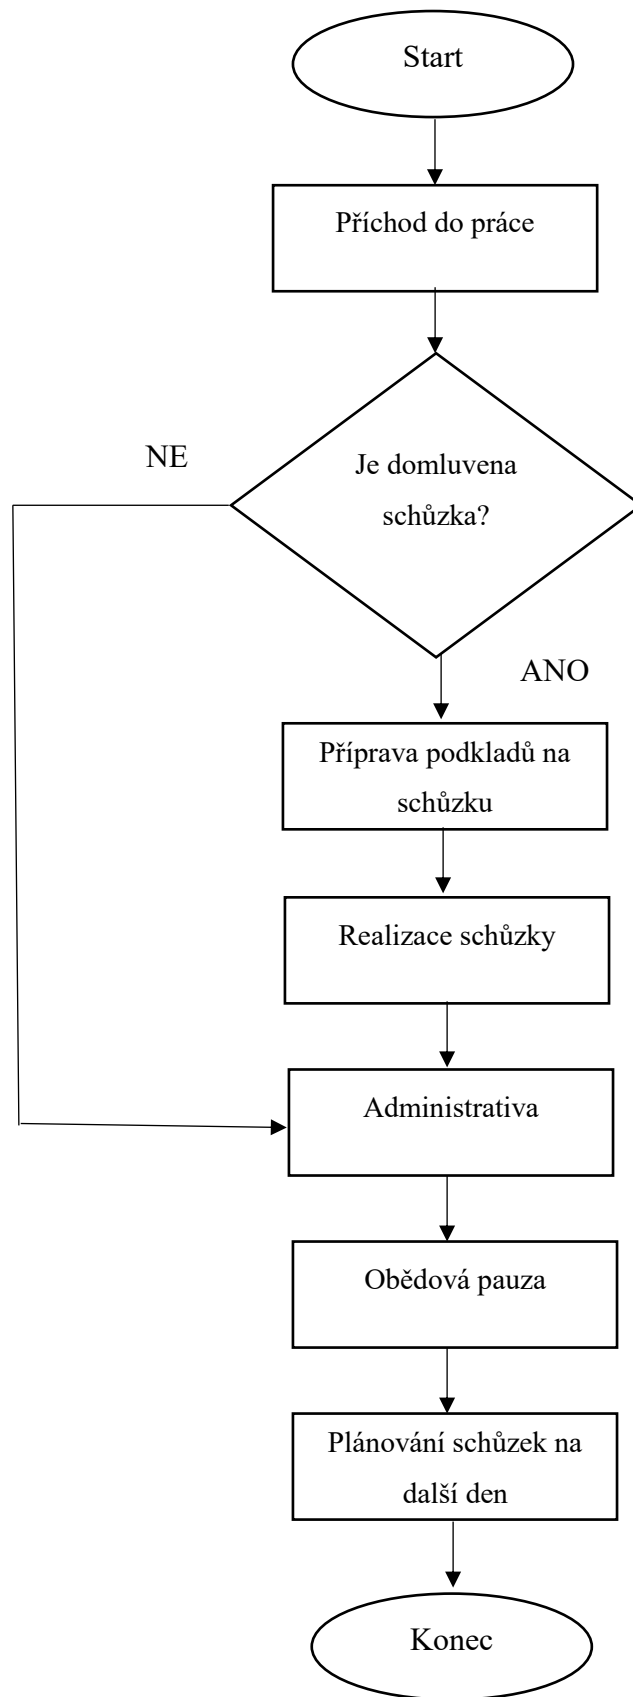 Start
Příchod do práce
NE
Je domluvena
schůzka?
ANO
Příprava podkladů na
schůzku
Realizace schůzky
Administrativa
Obědová pauza
Plánování schůzek na
další den
Konec